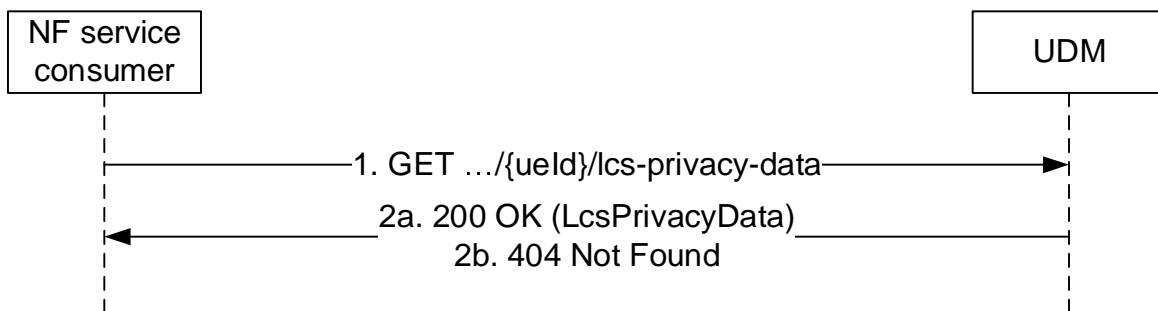 NF service
consumer
UDM
1. GET …/{ueId}/lcs-privacy-data
2a. 200 OK (LcsPrivacyData)
2b. 404 Not Found